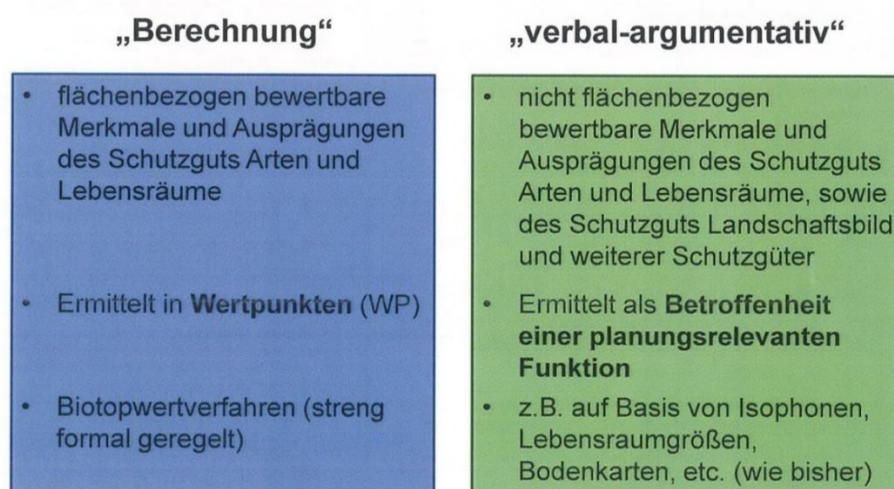 „Berechnung“
• flächenbezogen bewertbare
Merkmale und Ausprägungen
des Schutzguts Arten und
Lebensräume
• Ermittelt in Wertpunkten (WP)
• Biotopwertverfahren (streng
formal geregelt)
„verbal-argumentativ“
• nicht flächenbezogen
bewertbare Merkmale und
Ausprägungen des Schutzguts
Arten und Lebensräume, sowie
des Schutzguts Landschaftsbild
und weiterer Schutzgüter
• Ermittelt als Betroffenheit
einer planungsrelevanten
Funktion
• z.B. auf Basis von Isophonen,
Lebensraumgrößen,
Bodenkarten, etc. (wie bisher)